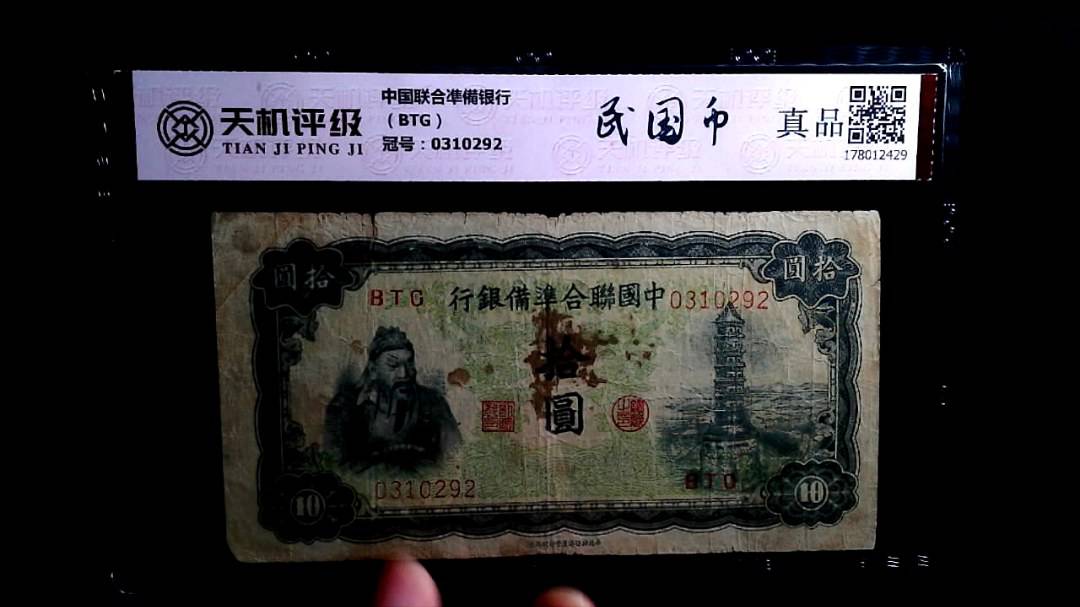 天机评级
TIAN JI PING JI
中国联合準備银行
（BTG）
冠号：0310292
民国币
真品
178012429
圓拾
圓拾
BTG
行銀備準合聯國中
0310292
拾
圓
0310292
BTG
10
10